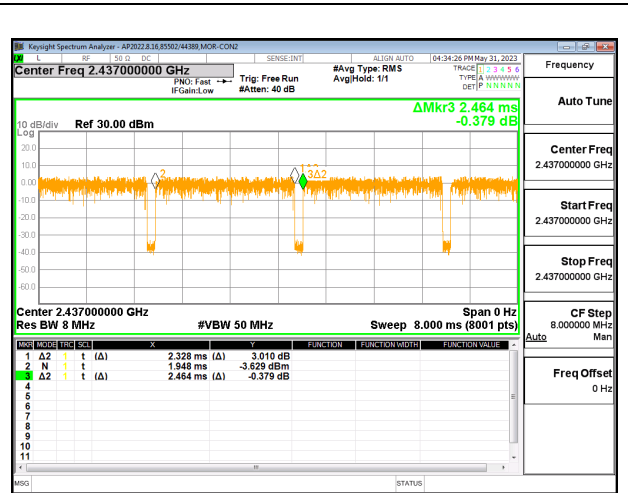 Keysight Spectrum Analyzer - AP2022.8.16,85502/44389,MOR-CON2
L RF 50 Ω DC SENSE:INT ALIGN AUTO 04:34:26 PM May 31, 2023
Center Freq 2.437000000 GHz
PNO: Fast
IFGain:Low
Trig: Free Run
#Atten: 40 dB
#Avg Type: RMS
Avg|Hold: 1/1
TRACE 1 2 3 4 5 6
TYPE A WWWWW
DET P NNNNN
ΔMkr3 2.464 ms
-0.379 dB
10 dB/div Ref 30.00 dBm
Log
20.0
10.0
0.00
-10.0
-20.0
-30.0
-40.0
-50.0
-60.0
2
3Δ2
Center 2.437000000 GHz
Span 0 Hz
Res BW 8 MHz #VBW 50 MHz Sweep 8.000 ms (8001 pts)
MKR MODE TRC SCL X Y FUNCTION FUNCTION WIDTH FUNCTION VALUE
1 Δ2 1 t (Δ) 2.328 ms (Δ) 3.010 dB
2 N 1 t 1.948 ms -3.629 dBm
3 Δ2 1 t (Δ) 2.464 ms (Δ) -0.379 dB
4
5
6
7
8
9
10
11
MSG STATUS
Frequency
Auto Tune
Center Freq
2.437000000 GHz
Start Freq
2.437000000 GHz
Stop Freq
2.437000000 GHz
CF Step
8.000000 MHz
Auto Man
Freq Offset
0 Hz